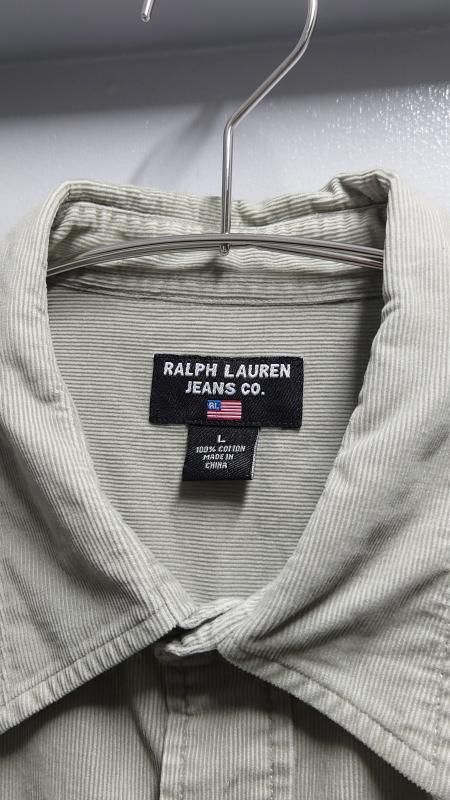 RALPH LAUREN
JEANS CO.
RL
L
100% COTTON
MADE IN
CHINA